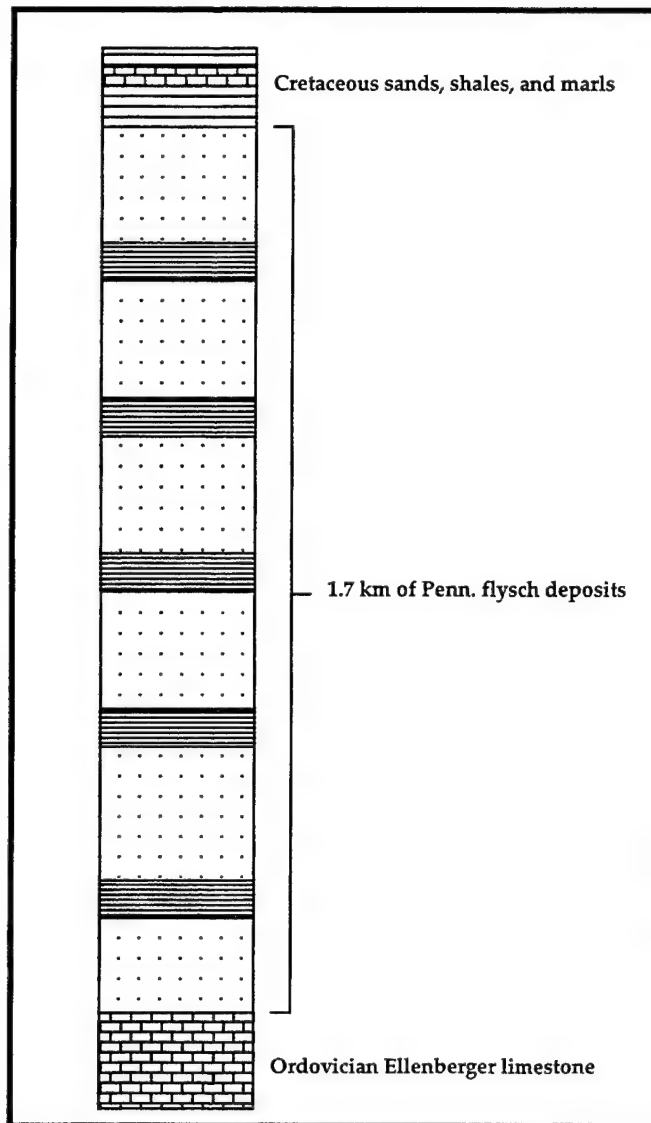 Cretaceous sands, shales, and marls
1.7 km of Penn. flysch deposits
Ordovician Ellenberger limestone